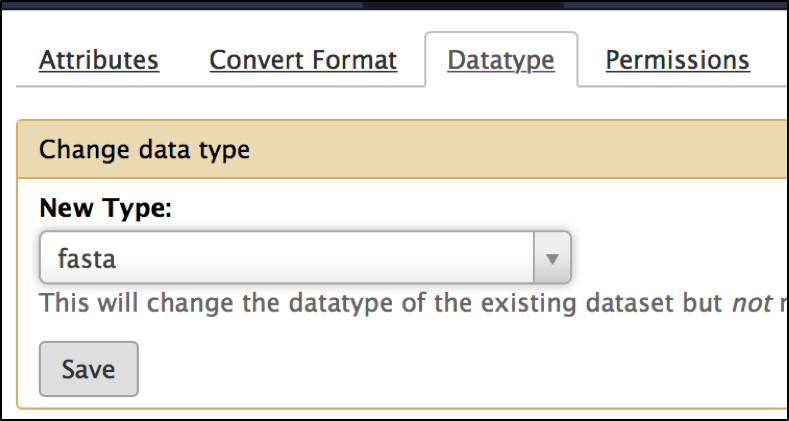 Attributes Convert Format Datatype Permissions
Change data type
New Type:
fasta
This will change the datatype of the existing dataset but not
Save